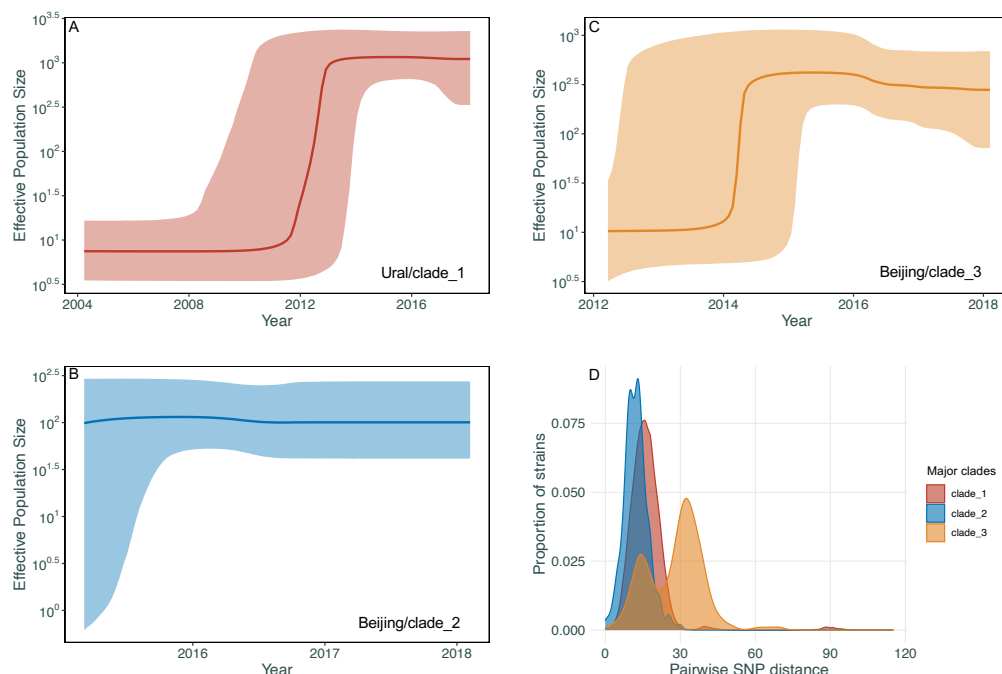 A
Effective Population Size
10^3.5
10^3
10^2.5
10^2
10^1.5
10^1
10^0.5
2004
2008
2012
2016
Year
Ural/clade_1
C
Effective Population Size
10^3
10^2.5
10^2
10^1.5
10^1
10^0.5
2012
2014
2016
2018
Year
Beijing/clade_3
B
Effective Population Size
10^2.5
10^2
10^1.5
10^1
10^0.5
10^0
2016
2017
2018
Year
Beijing/clade_2
D
Proportion of strains
0.075
0.050
0.025
0.000
0
30
60
90
120
Pairwise SNP distance
Major clades
clade_1
clade_2
clade_3